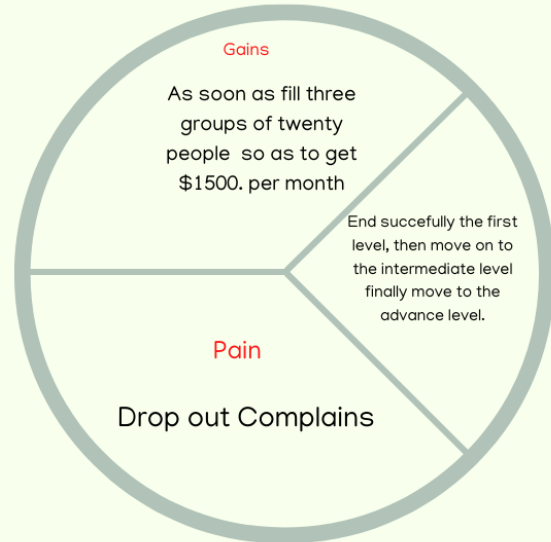 Gains
As soon as fill three
groups of twenty
people so as to get
$1500. per month
End succefully the first
level, then move on to
the intermediate level
finally move to the
advance level.
Pain
Drop out Complains